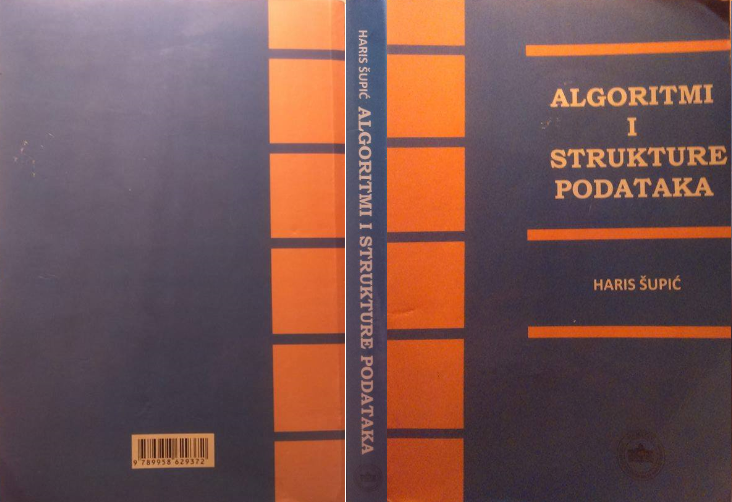 9 789958 629372
HARIS ŠUPIĆ ALGORITMI I STRUKTURE PODATAKA
ALGORITMI
I
STRUKTURE
PODATAKA
HARIS ŠUPIĆ